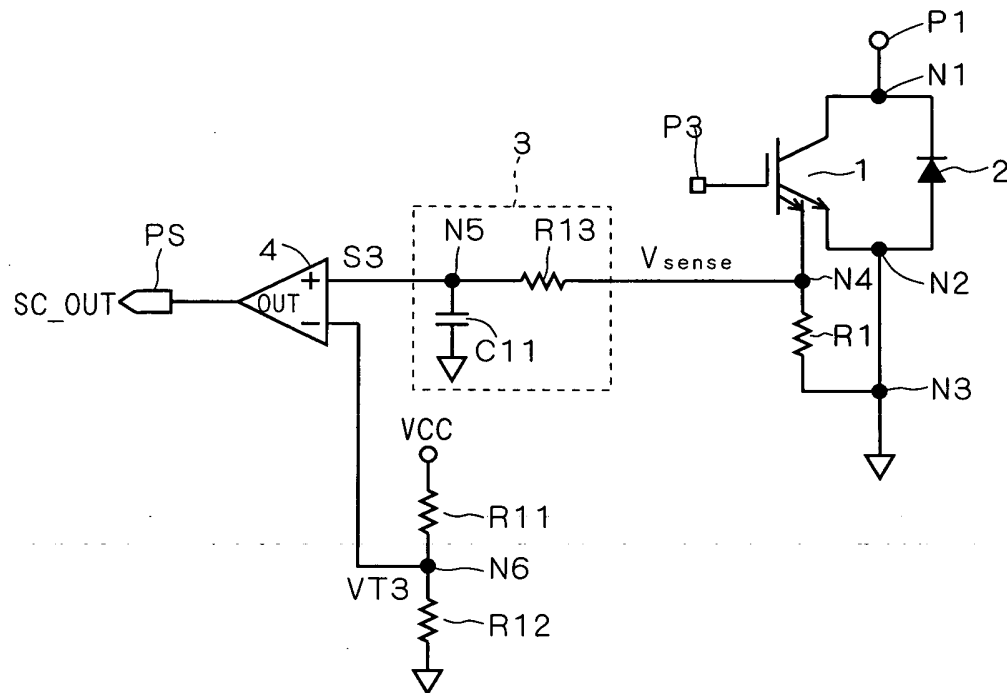 P1
N1
P3
3
1
2
PS
4
S3
N5
R13
Vsense
N4
N2
SC_OUT
OUT
+
−
C11
R1
N3
VCC
R11
VT3
N6
R12